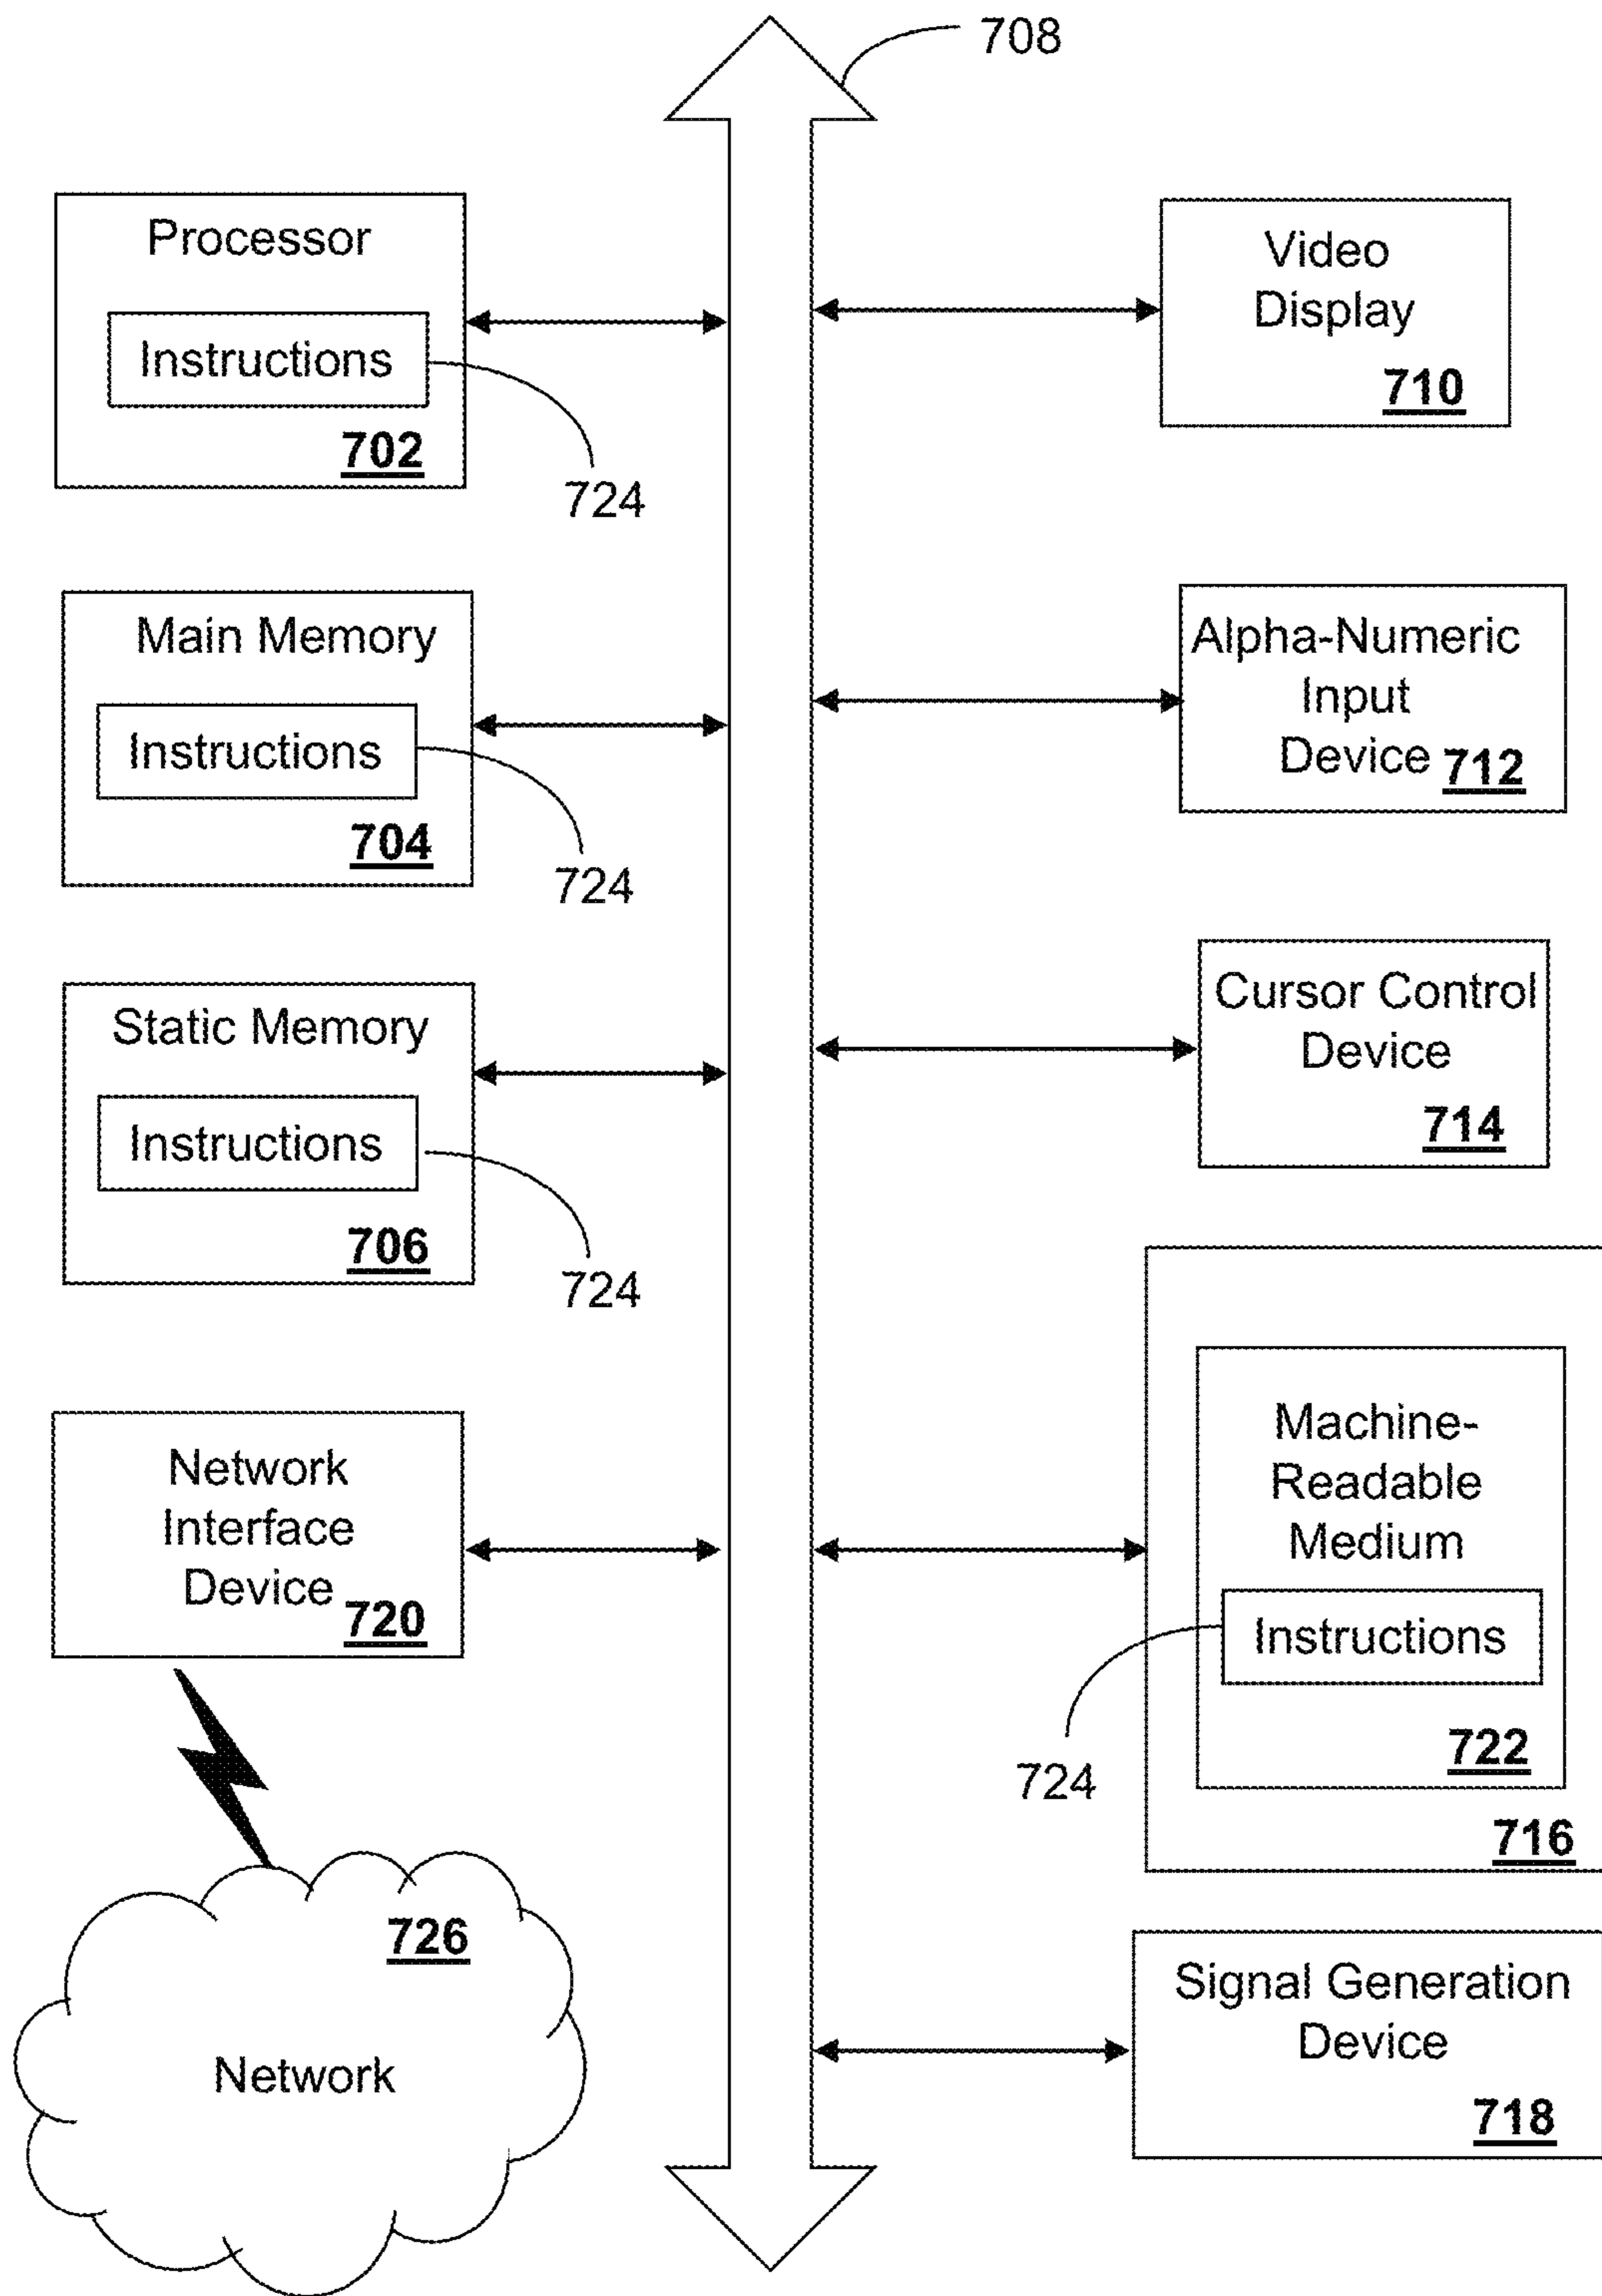 708
Processor
Instructions
702
724
Main Memory
Instructions
704
724
Static Memory
Instructions
706
724
Network
Interface
Device
720
726
Network
Video
Display
710
Alpha-Numeric
Input
Device 712
Cursor Control
Device
714
Machine-
Readable
Medium
Instructions
722
724
716
Signal Generation
Device
718